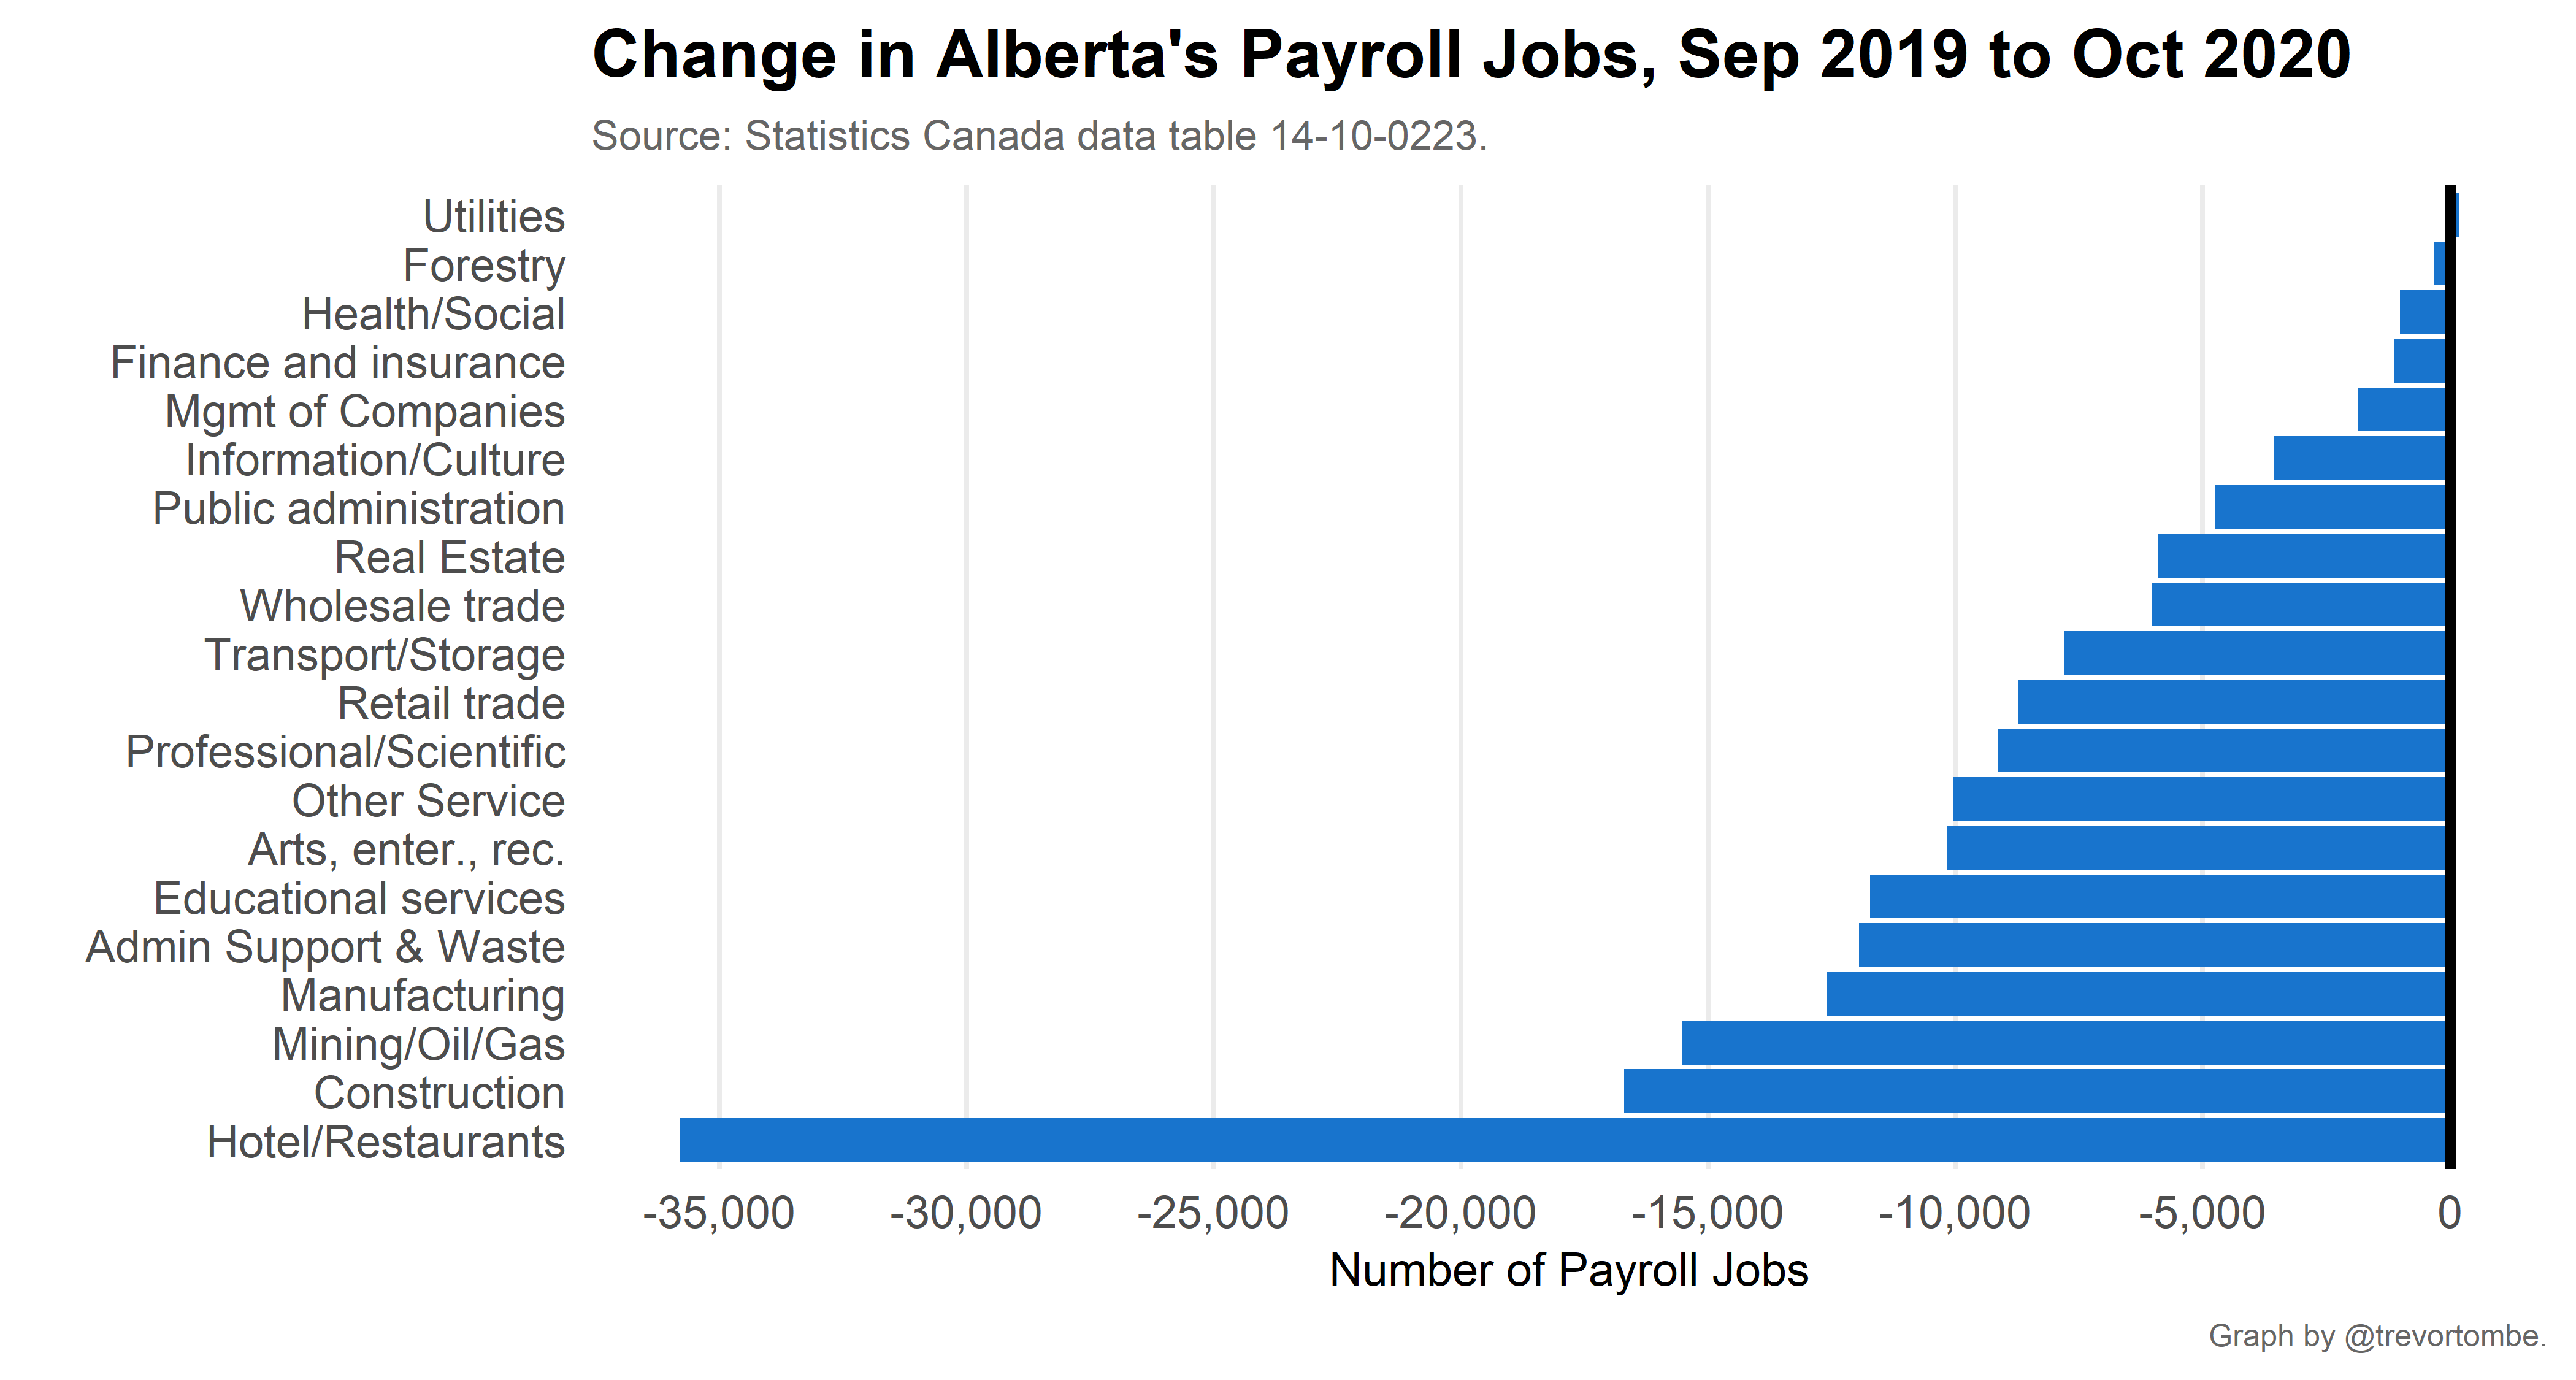 Change in Alberta's Payroll Jobs, Sep 2019 to Oct 2020
Source: Statistics Canada data table 14-10-0223.
Utilities
Forestry
Health/Social
Finance and insurance
Mgmt of Companies
Information/Culture
Public administration
Real Estate
Wholesale trade
Transport/Storage
Retail trade
Professional/Scientific
Other Service
Arts, enter., rec.
Educational services
Admin Support & Waste
Manufacturing
Mining/Oil/Gas
Construction
Hotel/Restaurants
-35,000 -30,000 -25,000 -20,000 -15,000 -10,000 -5,000 0
Number of Payroll Jobs
Graph by @trevortombe.